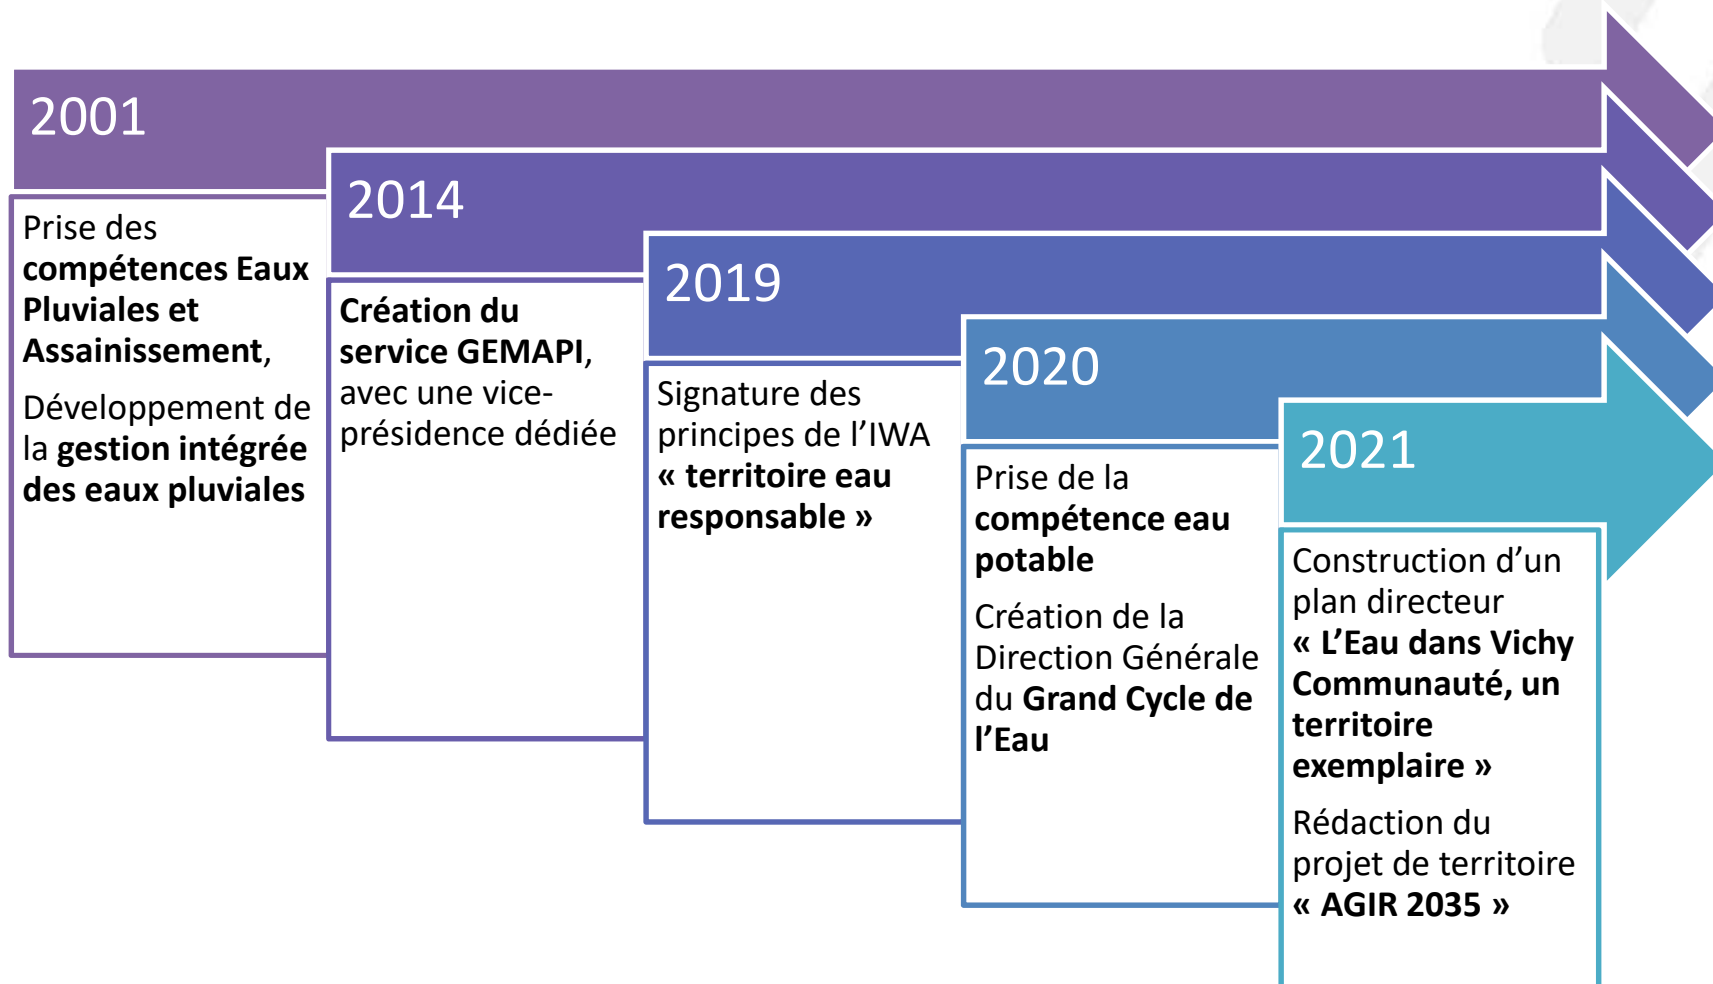 2001
Prise des
compétences Eaux
Pluviales et
Assainissement,
Développement de
la gestion intégrée
des eaux pluviales
2014
Création du
service GEMAPI,
avec une vice-
présidence dédiée
2019
Signature des
principes de l’IWA
« territoire eau
responsable »
2020
Prise de la
compétence eau
potable
Création de la
Direction Générale
du Grand Cycle de
l’Eau
2021
Construction d’un
plan directeur
« L’Eau dans Vichy
Communauté, un
territoire
exemplaire »
Rédaction du
projet de territoire
« AGIR 2035 »